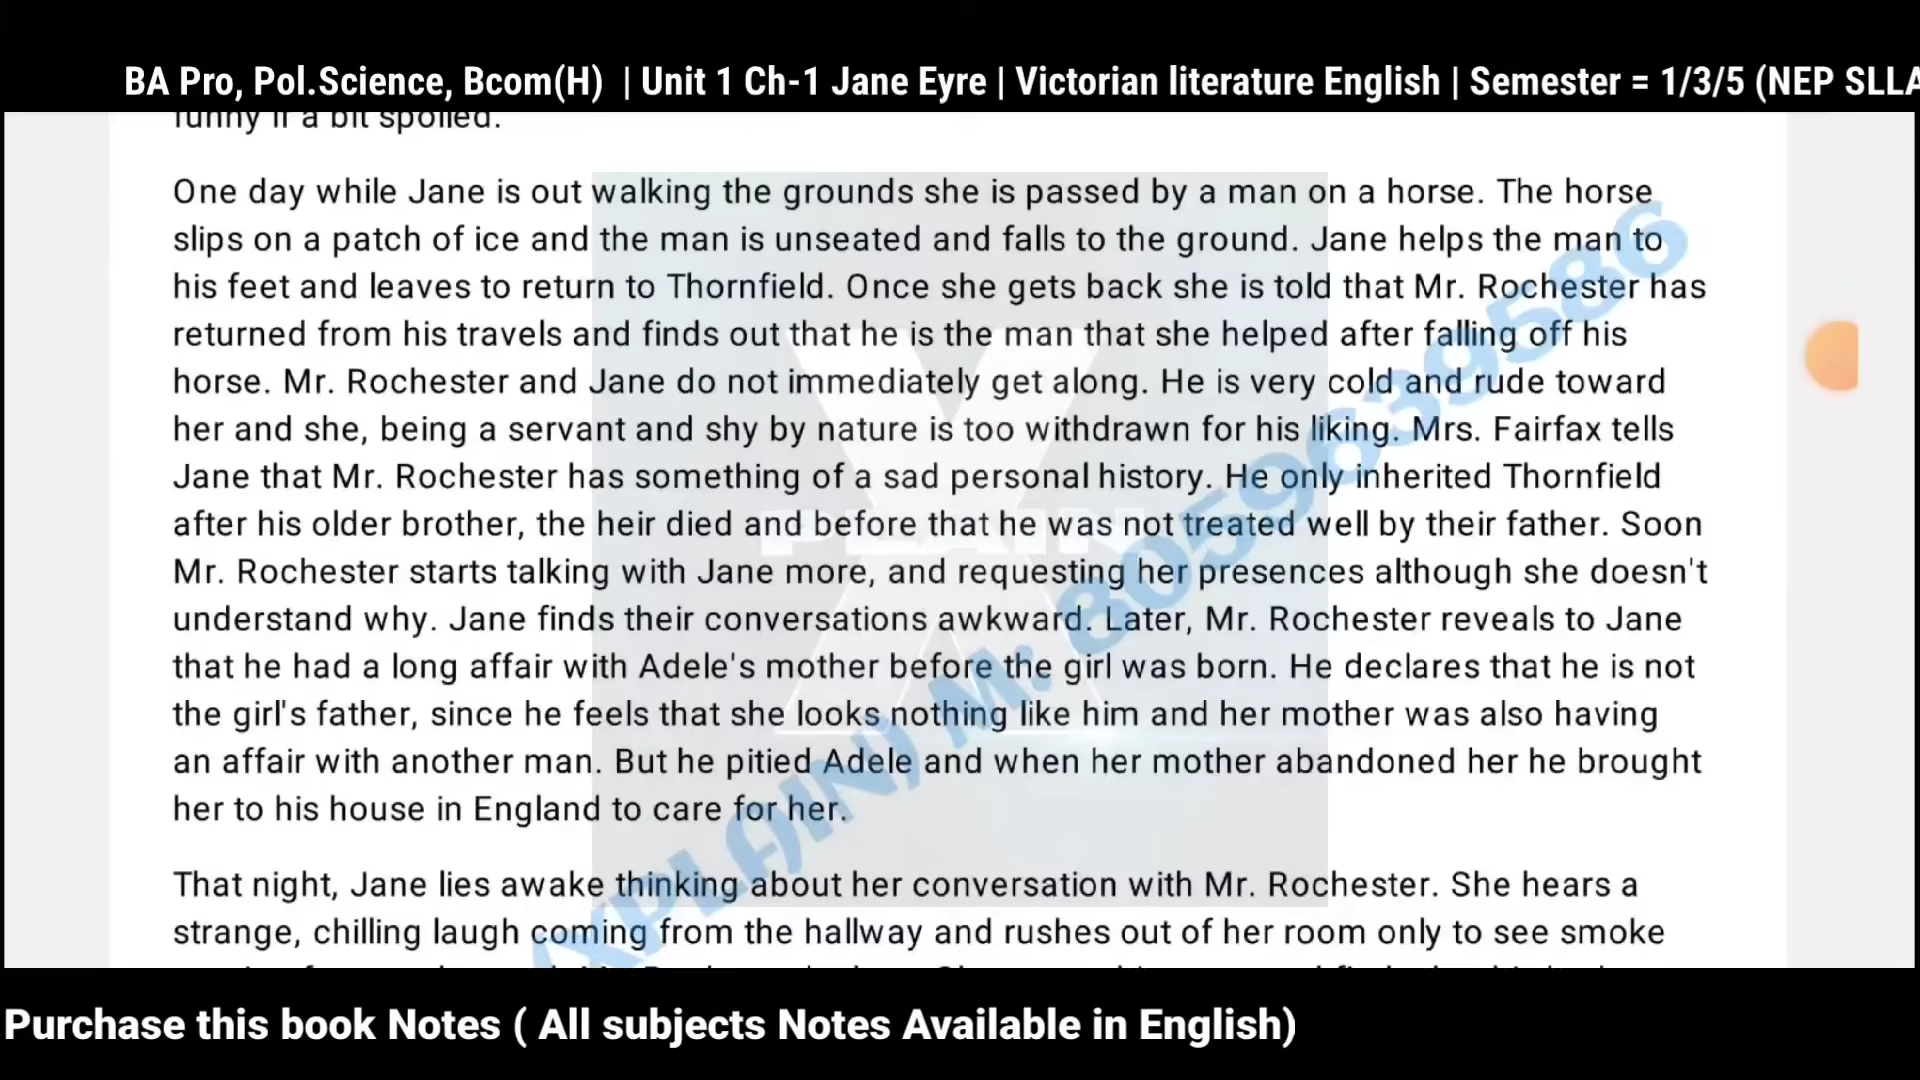 BA Pro, Pol.Science, Bcom(H) | Unit 1 Ch-1 Jane Eyre | Victorian literature English | Semester = 1/3/5 (NEP SLLA
funny if a bit spoiled.
One day while Jane is out walking the grounds she is passed by a man on a horse. The horse
slips on a patch of ice and the man is unseated and falls to the ground. Jane helps the man to
his feet and leaves to return to Thornfield. Once she gets back she is told that Mr. Rochester has
returned from his travels and finds out that he is the man that she helped after falling off his
horse. Mr. Rochester and Jane do not immediately get along. He is very cold and rude toward
her and she, being a servant and shy by nature is too withdrawn for his liking. Mrs. Fairfax tells
Jane that Mr. Rochester has something of a sad personal history. He only inherited Thornfield
after his older brother, the heir died and before that he was not treated well by their father. Soon
Mr. Rochester starts talking with Jane more, and requesting her presences although she doesn't
understand why. Jane finds their conversations awkward. Later, Mr. Rochester reveals to Jane
that he had a long affair with Adele's mother before the girl was born. He declares that he is not
the girl's father, since he feels that she looks nothing like him and her mother was also having
an affair with another man. But he pitied Adele and when her mother abandoned her he brought
her to his house in England to care for her.
That night, Jane lies awake thinking about her conversation with Mr. Rochester. She hears a
strange, chilling laugh coming from the hallway and rushes out of her room only to see smoke
(XPLAIN) M: 8059639586
PLAIN
Purchase this book Notes ( All subjects Notes Available in English)